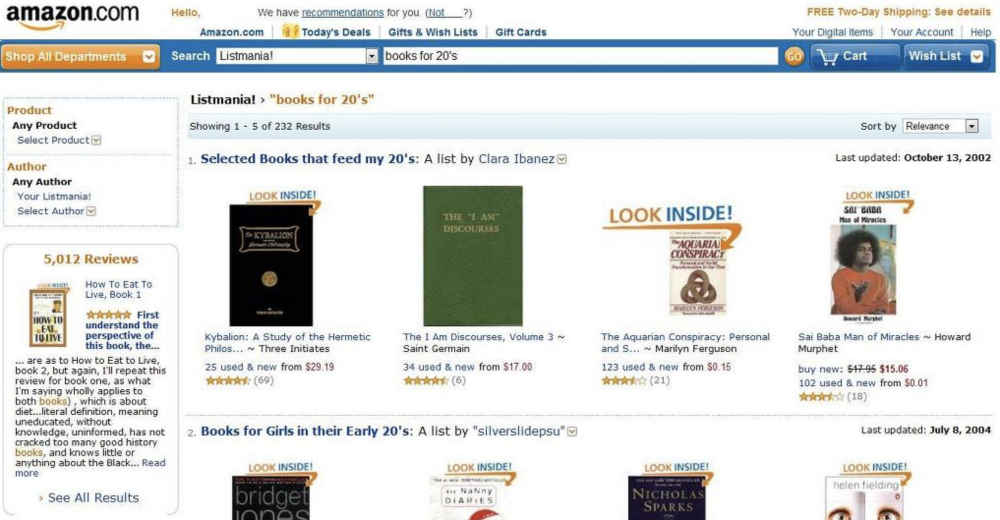 amazon.com
Hello,
We have recommendations for you. (Not ___?)
FREE Two-Day Shipping: See details
Amazon.com
Today's Deals
Gifts & Wish Lists
Gift Cards
Your Digital Items
Your Account
Help
Shop All Departments
Search
Listmania!
books for 20's
GO
Cart
Wish List
Product
Any Product
Select Product
Author
Any Author
Your Listmania!
Select Author
5,012 Reviews
LOOK INSIDE!
HOW TO
EAT
TO LIVE
How To Eat To
Live, Book 1
First
understand the
perspective of
this book, the...
... are as to How to Eat to Live,
book 2, but again, I'll repeat this
review for book one, as what
I'm saying wholly applies to
both books) , which is about
diet...literal definition, meaning
uneducated, without
knowledge, uninformed, has not
cracked too many good history
books, and knows little or
anything about the Black... Read
more
› See All Results
Listmania! › "books for 20's"
Showing 1 - 5 of 232 Results
Sort by
Relevance
1. Selected Books that feed my 20's: A list by Clara Ibanez
Last updated: October 13, 2002
LOOK INSIDE!
The KYBALION
Hermetic Philosophy
THE "I AM"
DISCOURSES
LOOK INSIDE!
The AQUARIAN
CONSPIRACY
Personal and Social
Transformation in Our Time
MARILYN FERGUSON
LOOK INSIDE!
SAI BABA
Man of Miracles
Howard Murphet
Kybalion: A Study of the Hermetic
Philos... ~ Three Initiates
25 used & new from $29.19
(69)
The I Am Discourses, Volume 3 ~
Saint Germain
34 used & new from $17.00
(6)
The Aquarian Conspiracy: Personal
and S... ~ Marilyn Ferguson
123 used & new from $0.15
(21)
Sai Baba Man of Miracles ~ Howard
Murphet
buy new: $17.95 $15.06
102 used & new from $0.01
(18)
2. Books for Girls in their Early 20's: A list by "silverslidepsu"
Last updated: July 8, 2004
LOOK INSIDE!
bridget
jones
LOOK INSIDE!
THE NANNY
DIARIES
LOOK INSIDE!
NICHOLAS
SPARKS
LOOK INSIDE!
helen fielding